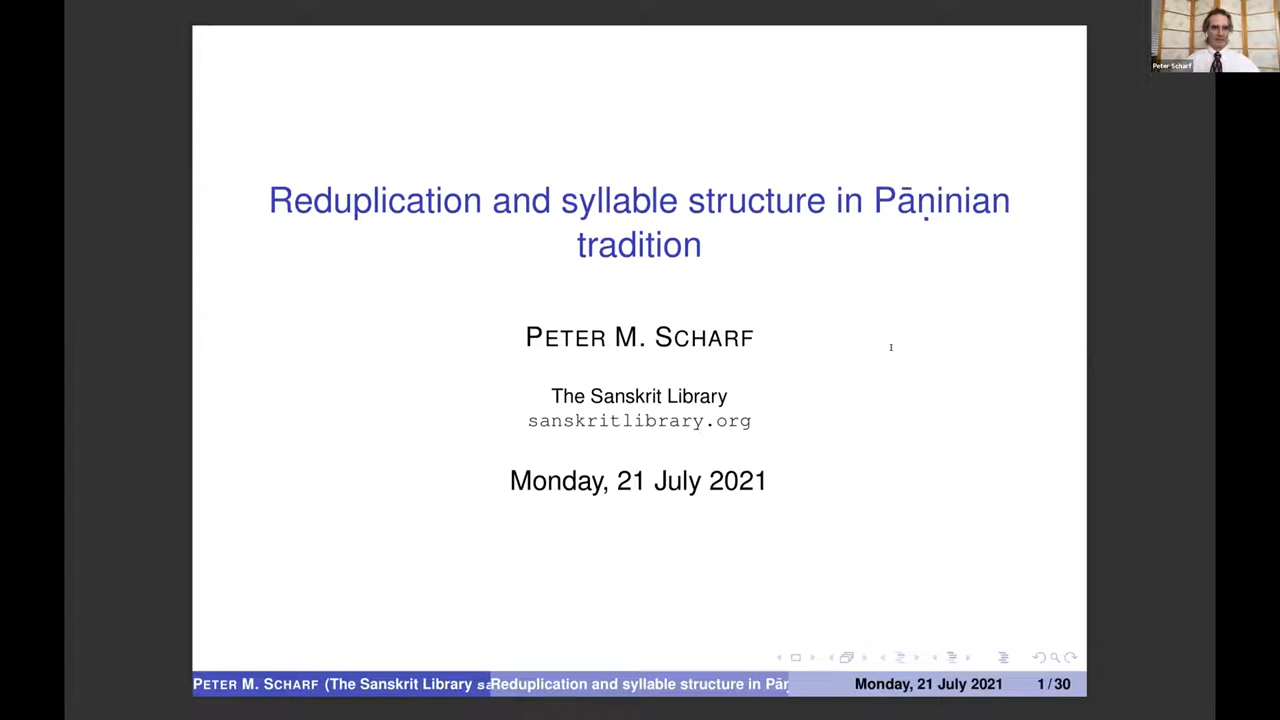 Peter Scharf
Reduplication and syllable structure in Pāṇinian
tradition
PETER M. SCHARF
The Sanskrit Library
sanskritlibrary.org
Monday, 21 July 2021
PETER M. SCHARF (The Sanskrit Library sa
Reduplication and syllable structure in Pāṇ
Monday, 21 July 2021
1 / 30